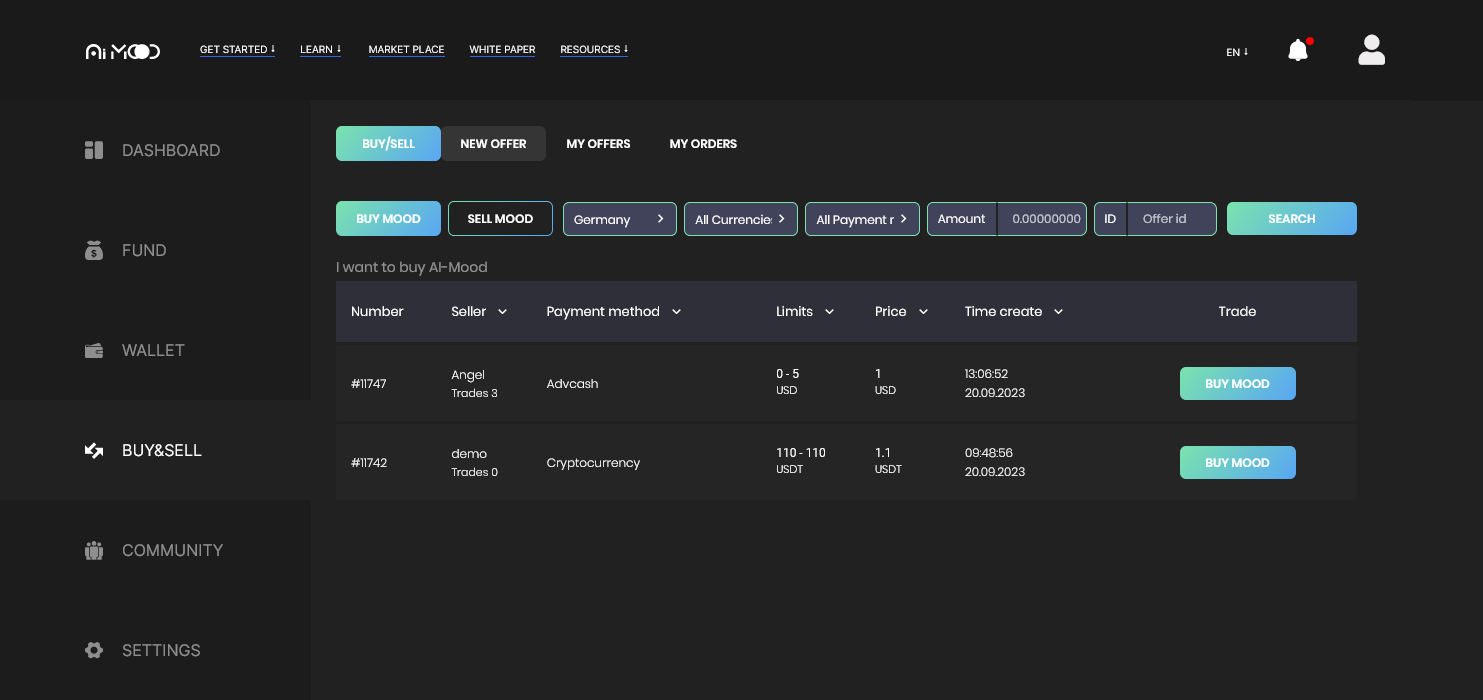 Ai MOOD
GET STARTED ↓ LEARN ↓ MARKET PLACE WHITE PAPER RESOURCES ↓
EN ↓
DASHBOARD
FUND
WALLET
BUY&SELL
COMMUNITY
SETTINGS
BUY/SELL NEW OFFER MY OFFERS MY ORDERS
BUY MOOD SELL MOOD Germany All Currencies All Payment r Amount 0.00000000 ID Offer id SEARCH
I want to buy AI-Mood
Number Seller Payment method Limits Price Time create Trade
#11747 Angel Advcash 0 - 5 1 13:06:52 BUY MOOD
Trades 3 USD USD 20.09.2023
#11742 demo Cryptocurrency 110 - 110 1.1 09:48:56 BUY MOOD
Trades 0 USDT USDT 20.09.2023